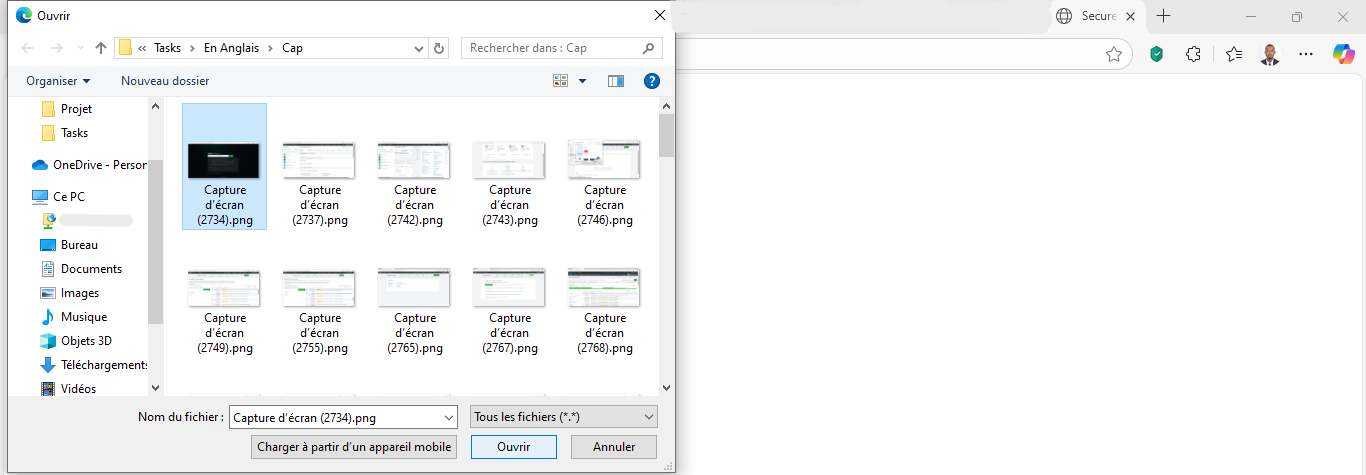 Ouvrir
Secure
« Tasks > En Anglais > Cap
Rechercher dans : Cap
Organiser
Nouveau dossier
Projet
Tasks
OneDrive - Person
Ce PC
Bureau
Documents
Images
Musique
Objets 3D
Téléchargements
Vidéos
Capture
d’écran
(2734).png
Capture
d’écran
(2737).png
Capture
d’écran
(2742).png
Capture
d’écran
(2743).png
Capture
d’écran
(2746).png
Capture
d’écran
(2749).png
Capture
d’écran
(2755).png
Capture
d’écran
(2765).png
Capture
d’écran
(2767).png
Capture
d’écran
(2768).png
Nom du fichier :
Capture d’écran (2734).png
Tous les fichiers (*.*)
Charger à partir d’un appareil mobile
Ouvrir
Annuler